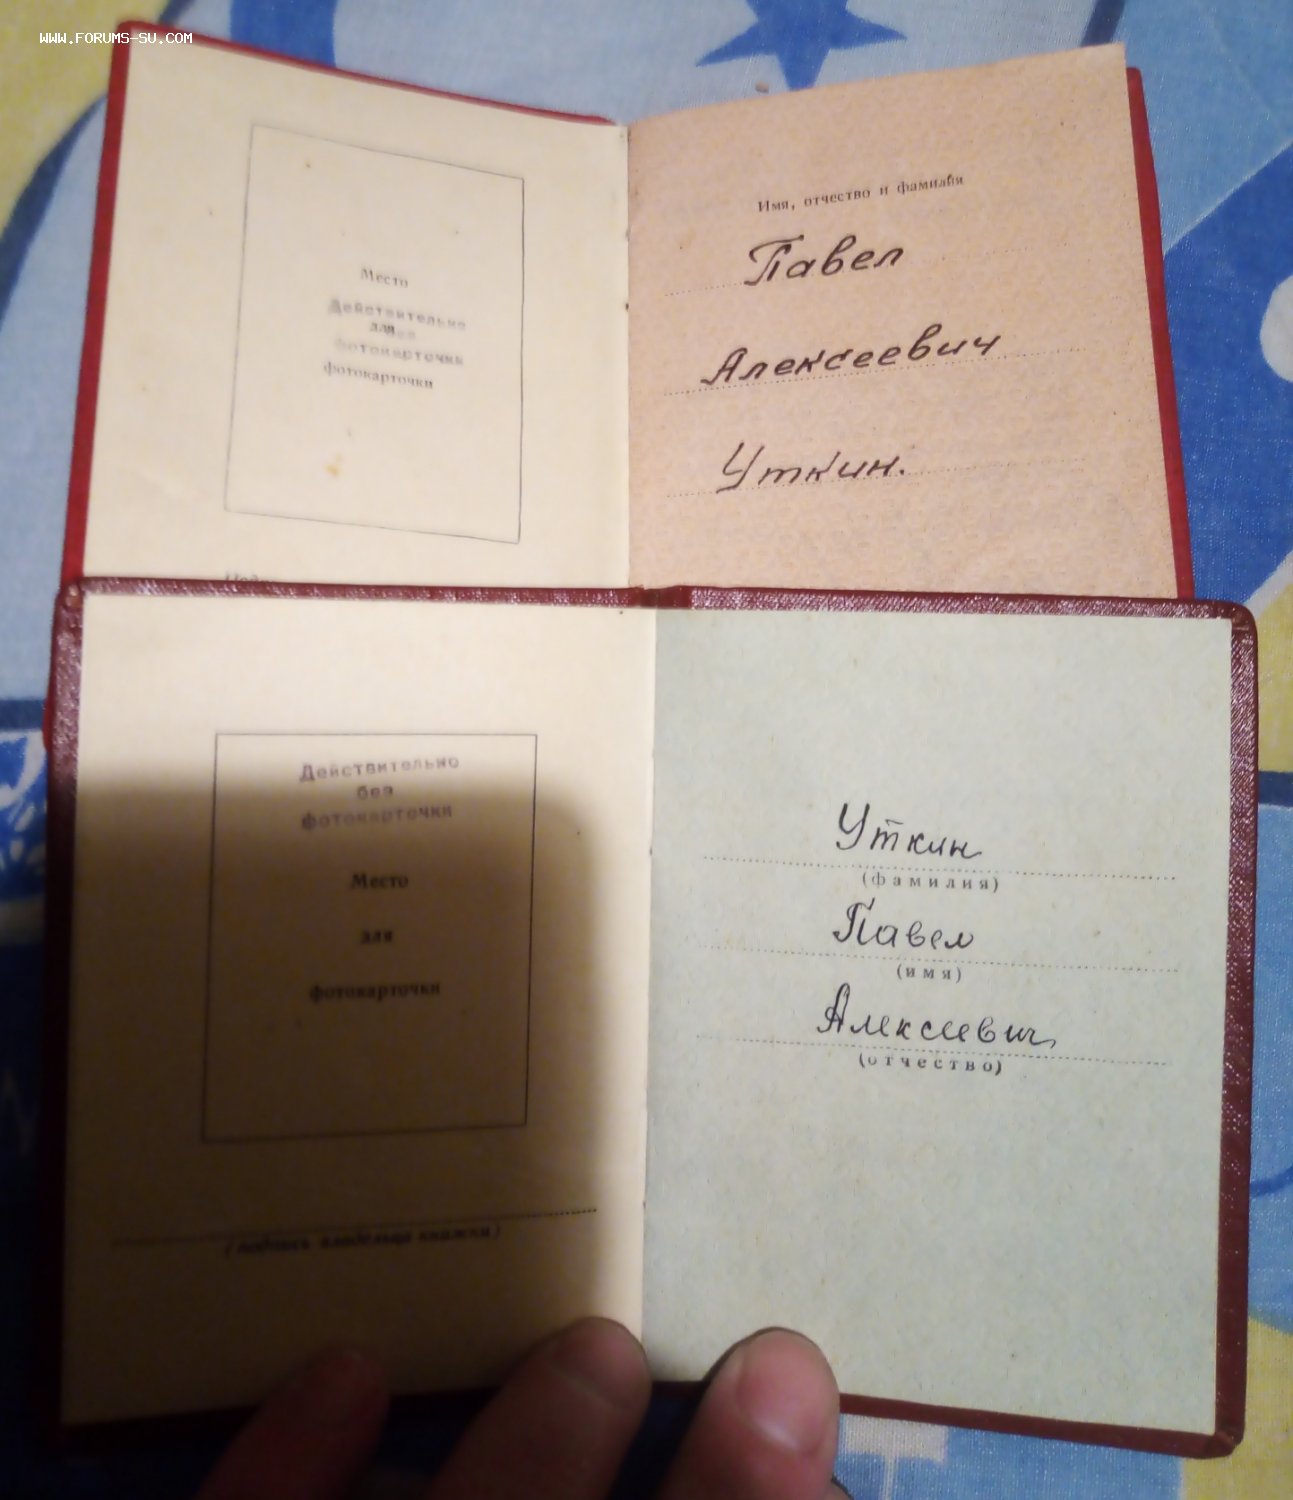 WWW.FORUMS-SU.COM
Место
Действительно
для
без
фотокарточки
фотокарточки
Имя, отчество и фамилия
Павел
Алексеевич
Уткин.
Действительно
без
фотокарточки
Место
для
фотокарточки
(подпись владельца книжки)
Уткин
(фамилия)
Павел
(имя)
Алексеевич
(отчество)